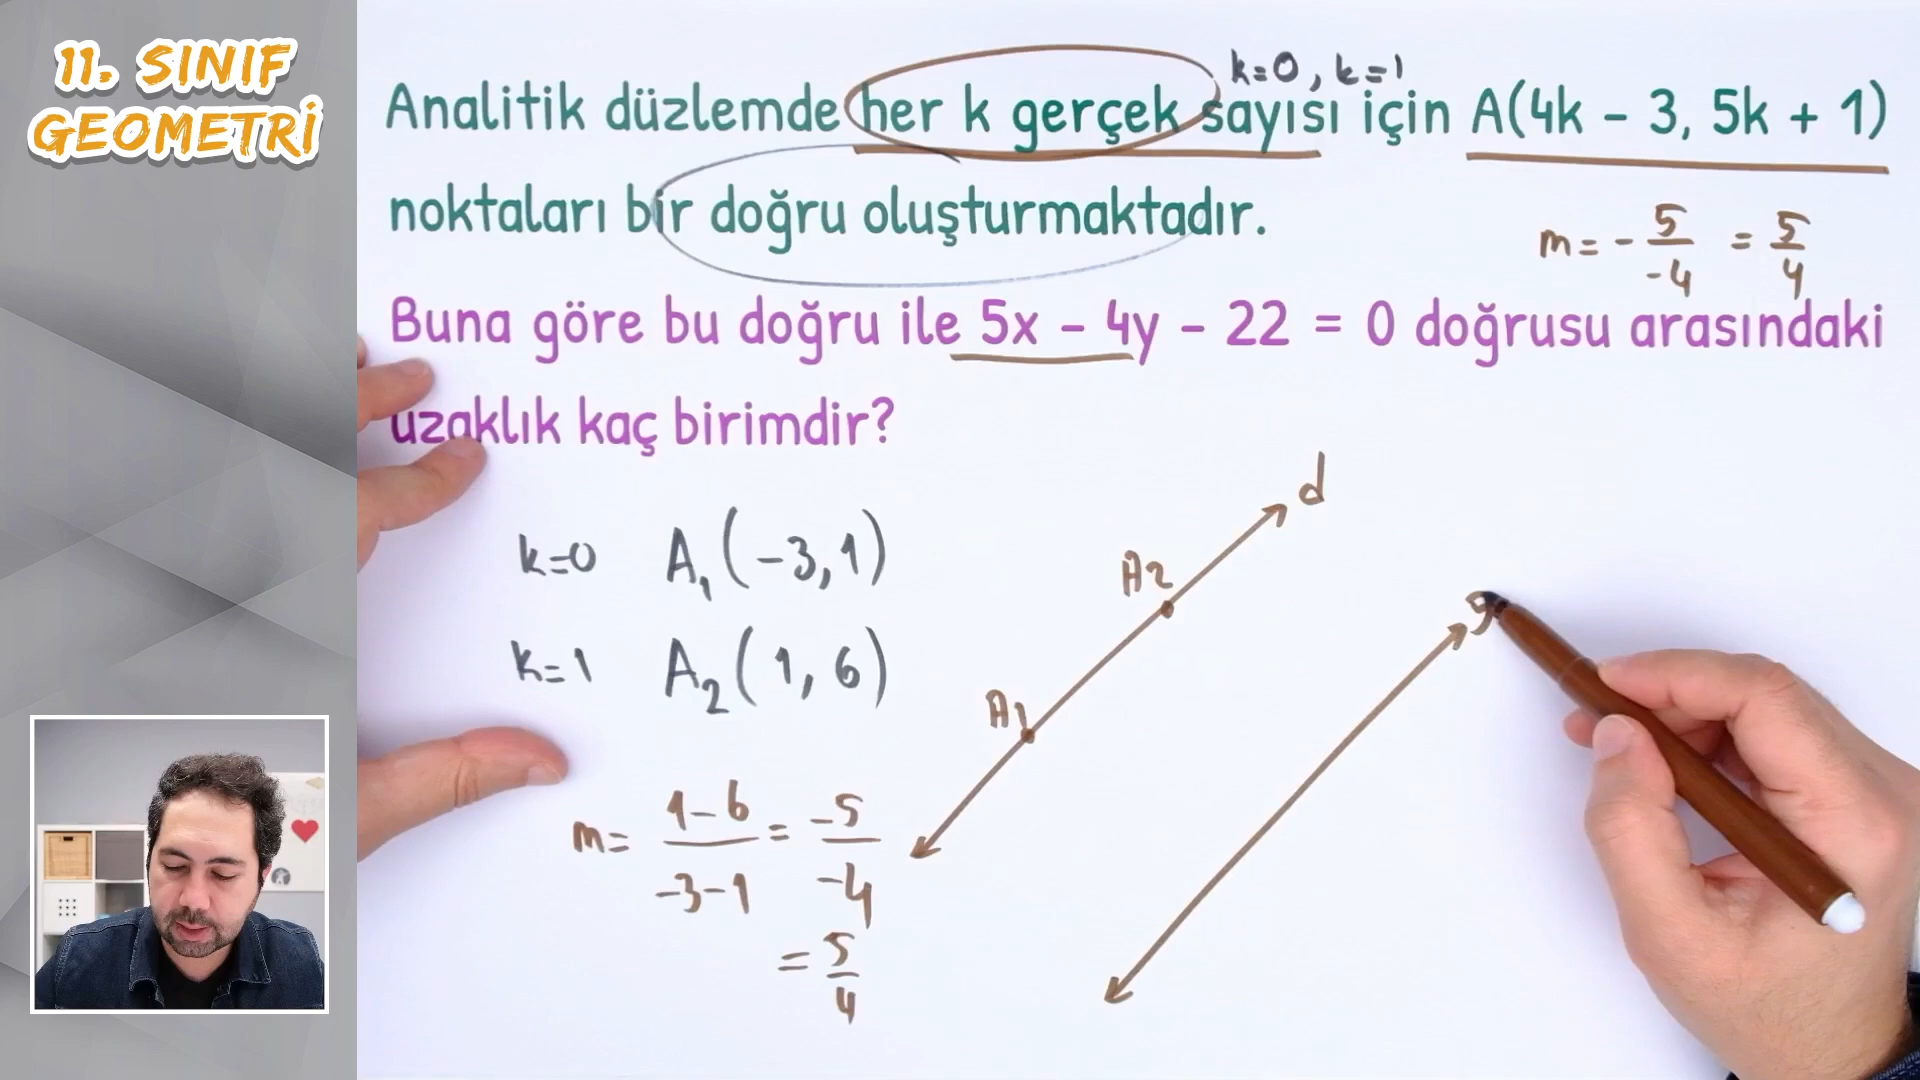 11. SINIF
GEOMETRİ
k=0, k=1
Analitik düzlemde her k gerçek sayısı için A(4k - 3, 5k + 1)
noktaları bir doğru oluşturmaktadır.
m = - 5/-4 = 5/4
Buna göre bu doğru ile 5x - 4y - 22 = 0 doğrusu arasındaki
uzaklık kaç birimdir?
d
k=0 A₁(-3,1)
A2
k=1 A₂(1,6)
A1
m= 1-6/-3-1 = -5/-4
= 5/4